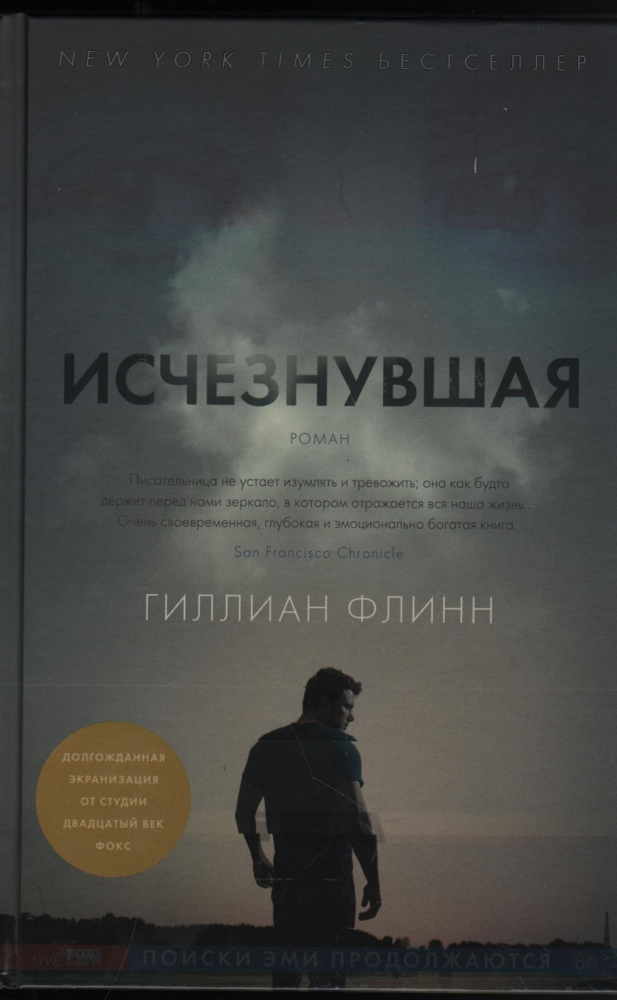 NEW YORK TIMES БЕСТСЕЛЛЕР
ИСЧЕЗНУВШАЯ
РОМАН
Писательница не устает изумлять и тревожить; она как будто
держит перед нами зеркало, в котором отражается вся наша жизнь...
Очень своевременная, глубокая и эмоционально богатая книга.
San Francisco Chronicle
ГИЛЛИАН ФЛИНН
ДОЛГОЖДАННАЯ
ЭКРАНИЗАЦИЯ
ОТ СТУДИИ
ДВАДЦАТЫЙ ВЕК
ФОКС
LIVE ПОИСКИ ЭМИ ПРОДОЛЖАЮТСЯ 86